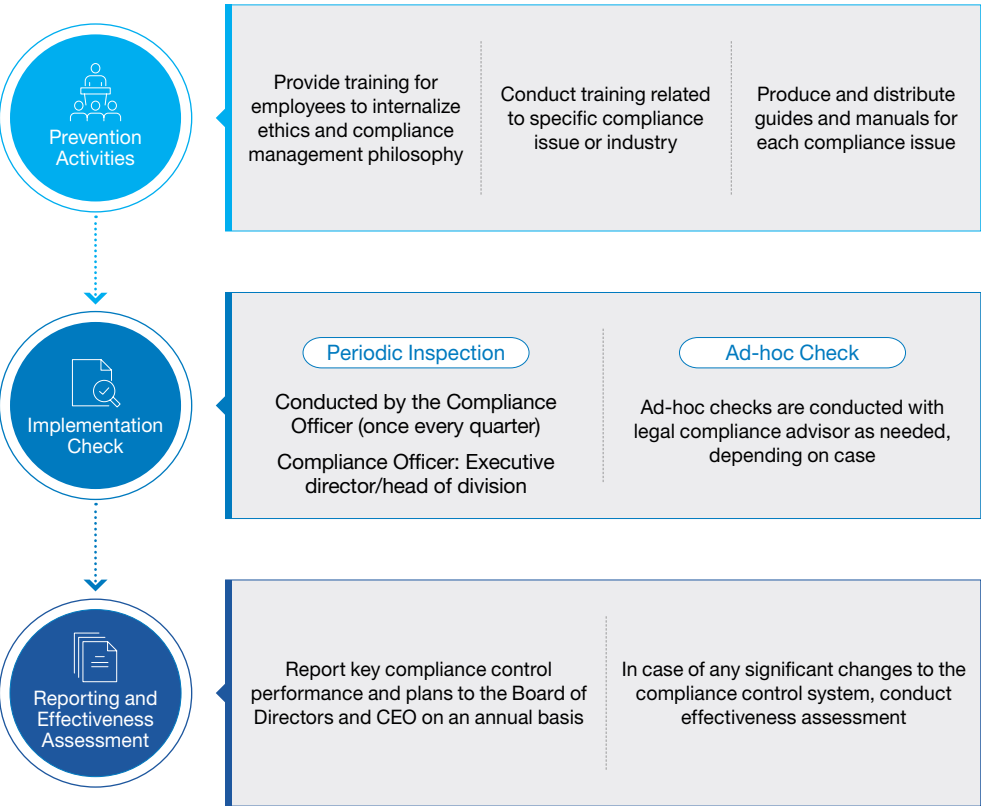 Prevention
Activities
Provide training for
employees to internalize
ethics and compliance
management philosophy
Conduct training related
to specific compliance
issue or industry
Produce and distribute
guides and manuals for
each compliance issue
Implementation
Check
Periodic Inspection
Conducted by the Compliance
Officer (once every quarter)
Compliance Officer: Executive
director/head of division
Ad-hoc Check
Ad-hoc checks are conducted with
legal compliance advisor as needed,
depending on case
Reporting and
Effectiveness
Assessment
Report key compliance control
performance and plans to the Board of
Directors and CEO on an annual basis
In case of any significant changes to the
compliance control system, conduct
effectiveness assessment